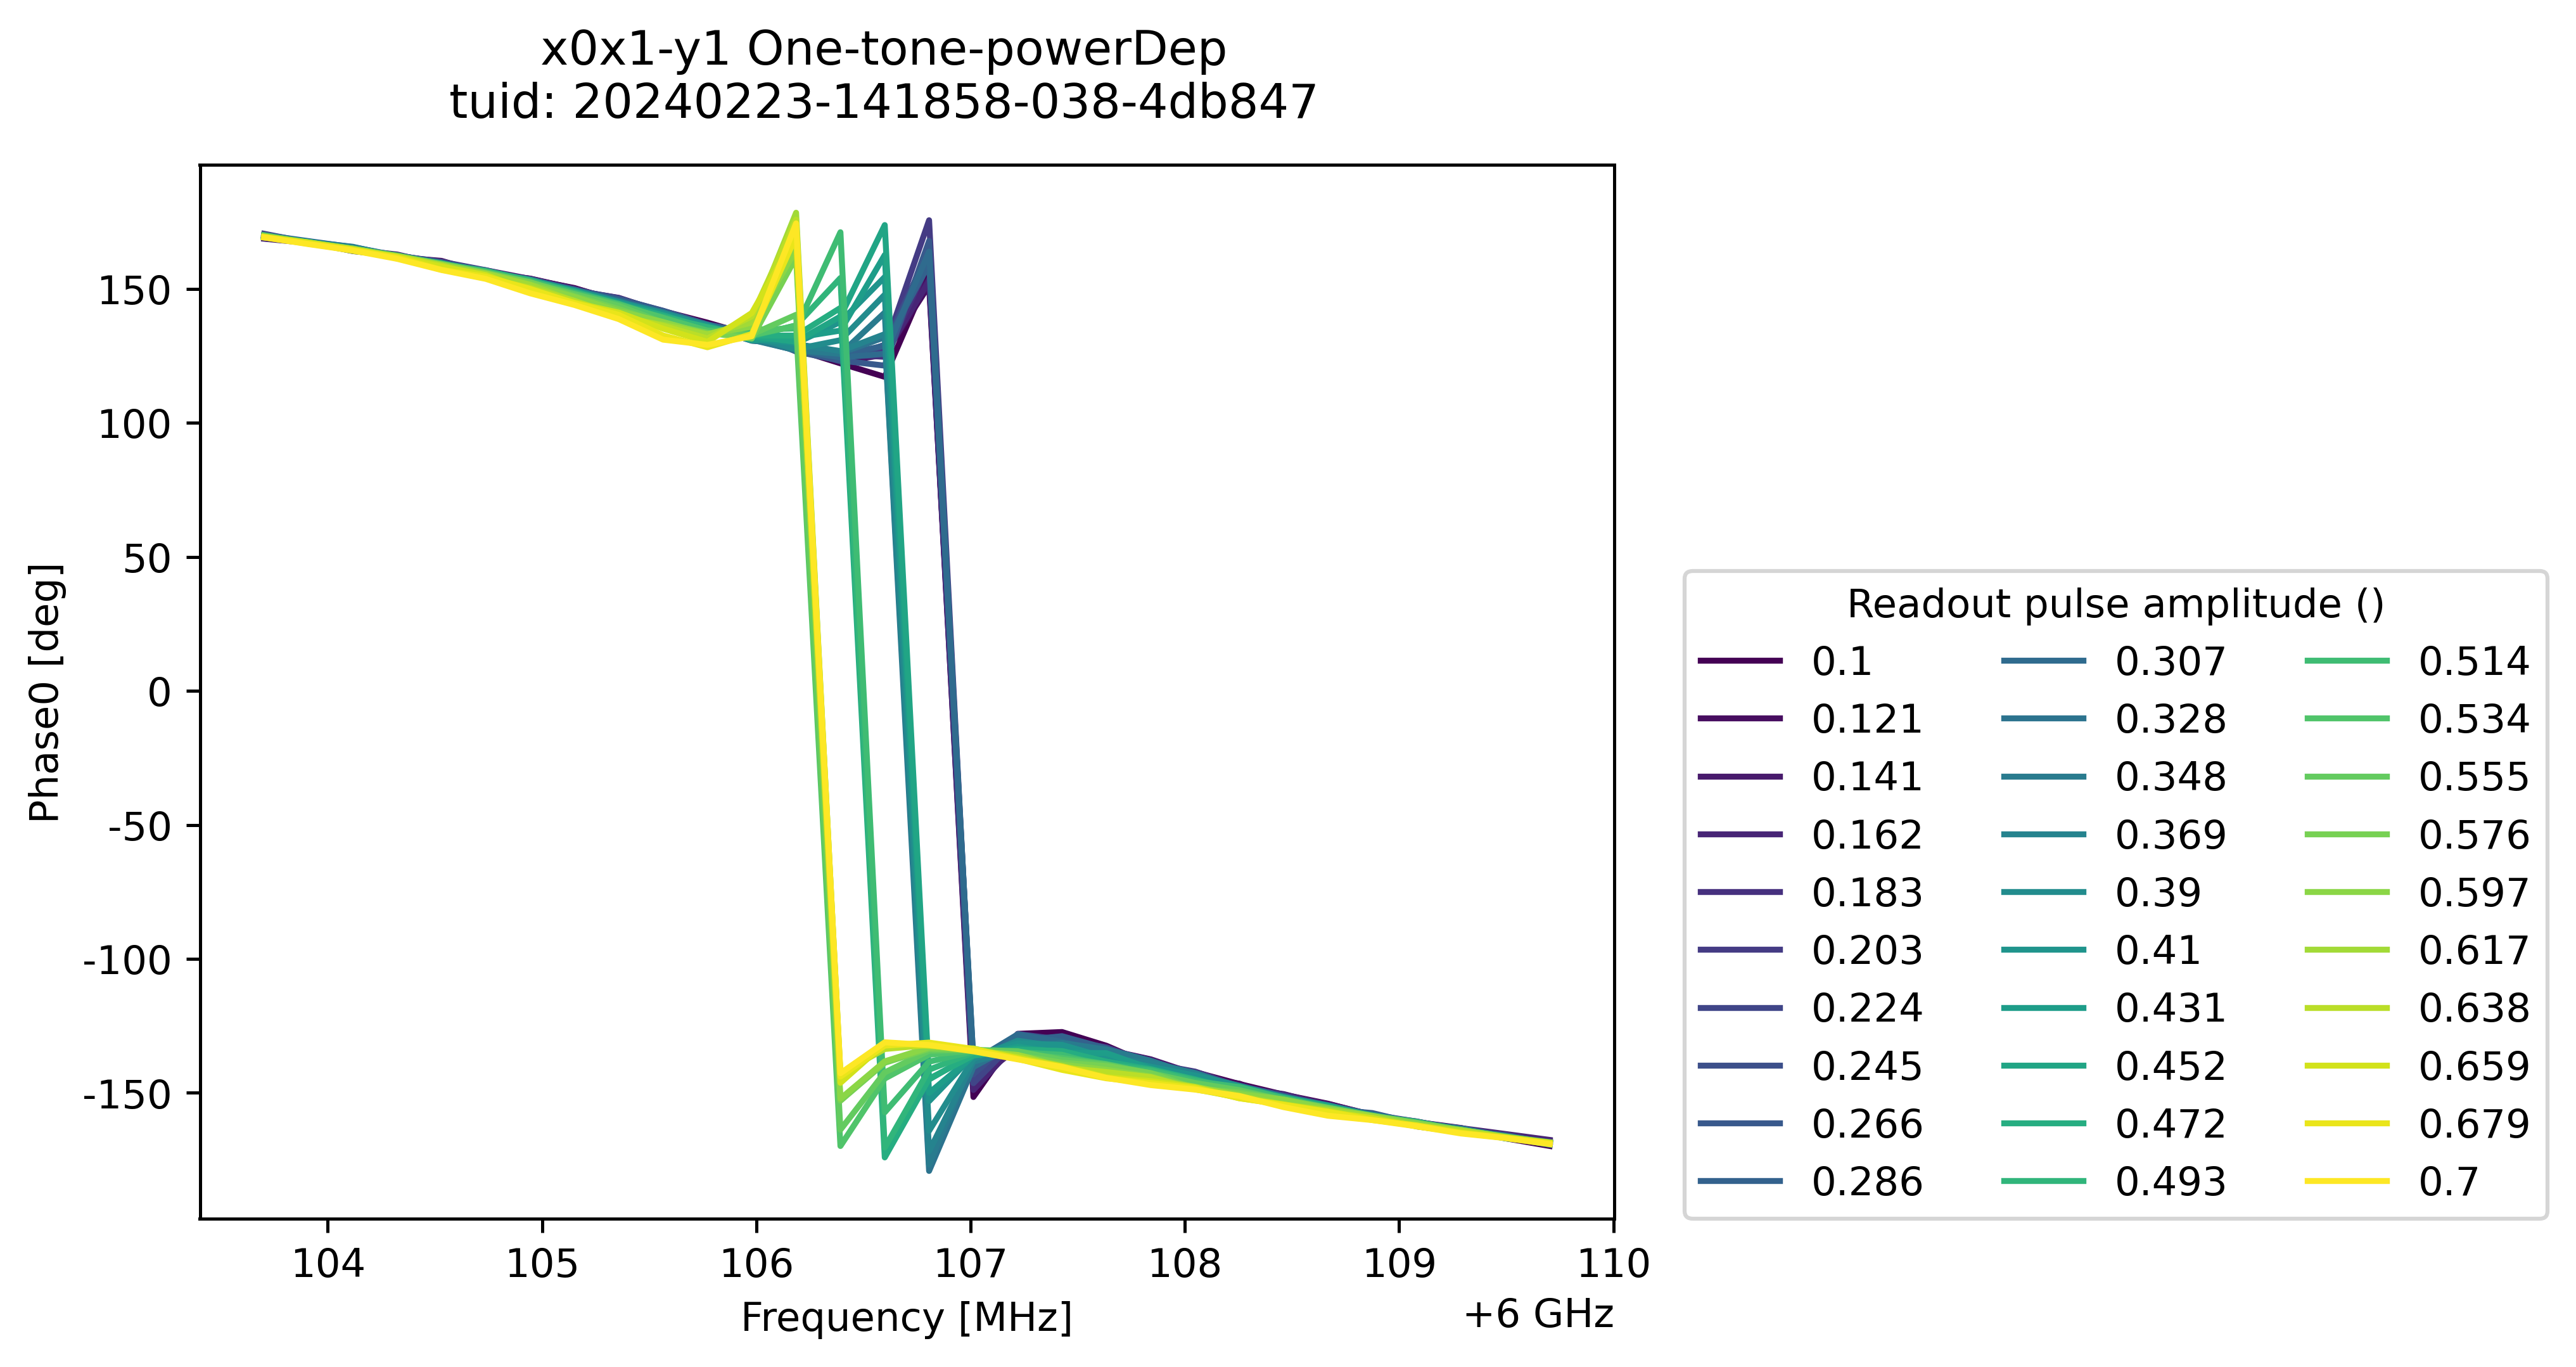 x0x1-y1 One-tone-powerDep
tuid: 20240223-141858-038-4db847
Phase0 [deg]
150
100
50
0
-50
-100
-150
104 105 106 107 108 109 110
Frequency [MHz]
+6 GHz
Readout pulse amplitude ()
0.1 0.307 0.514
0.121 0.328 0.534
0.141 0.348 0.555
0.162 0.369 0.576
0.183 0.39 0.597
0.203 0.41 0.617
0.224 0.431 0.638
0.245 0.452 0.659
0.266 0.472 0.679
0.286 0.493 0.7